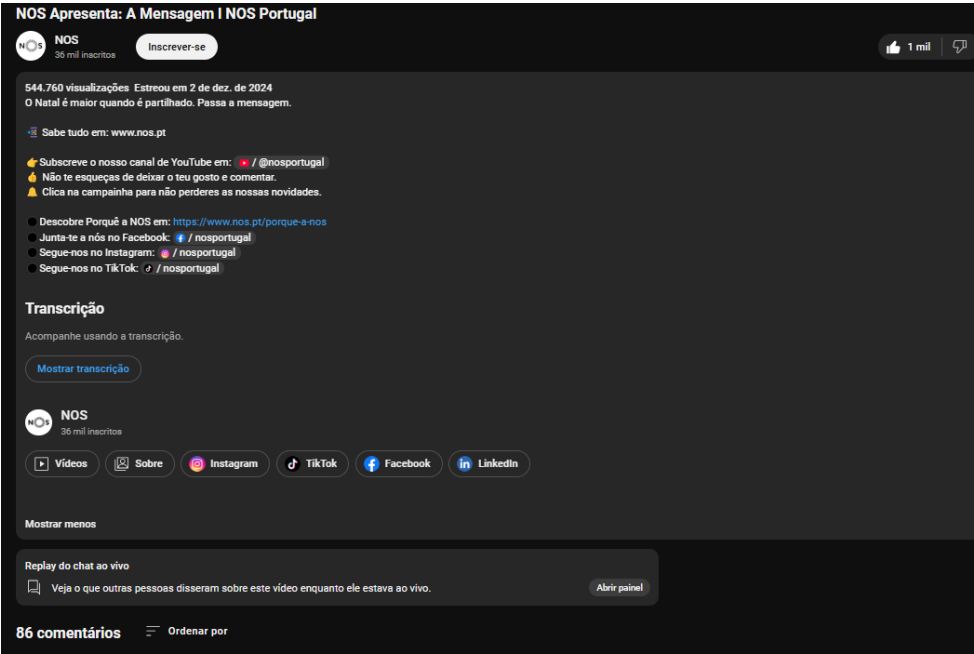 NOS Apresenta: A Mensagem I NOS Portugal
NOS
NOS
36 mil inscritos
Inscrever-se
1 mil
544.760 visualizações Estreou em 2 de dez. de 2024
O Natal é maior quando é partilhado. Passa a mensagem.
📲 Sabe tudo em: www.nos.pt
👉Subscreve o nosso canal de YouTube em: / @nosportugal
👍 Não te esqueças de deixar o teu gosto e comentar.
🔔 Clica na campainha para não perderes as nossas novidades.
⚫ Descobre Porquê a NOS em: https://www.nos.pt/porque-a-nos
⚫ Junta-te a nós no Facebook: / nosportugal
⚫ Segue-nos no Instagram: / nosportugal
⚫ Segue-nos no TikTok: / nosportugal
Transcrição
Acompanhe usando a transcrição.
Mostrar transcrição
NOS
NOS
36 mil inscritos
Vídeos Sobre Instagram TikTok Facebook LinkedIn
Mostrar menos
Replay do chat ao vivo
Veja o que outras pessoas disseram sobre este vídeo enquanto ele estava ao vivo.
Abrir painel
86 comentários Ordenar por